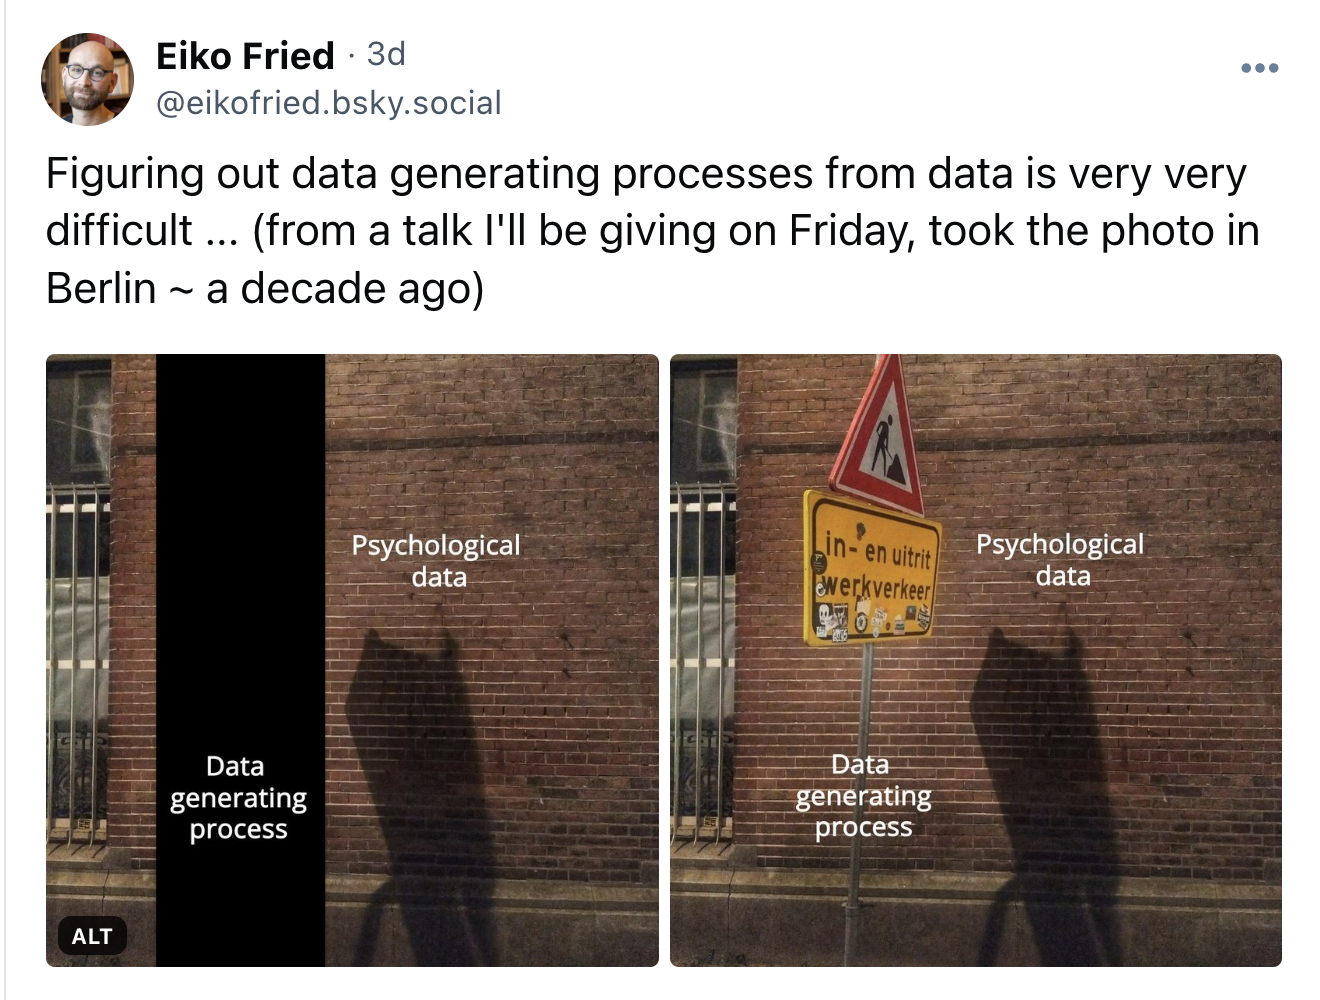 Eiko Fried · 3d
@eikofried.bsky.social
Figuring out data generating processes from data is very very
difficult ... (from a talk I'll be giving on Friday, took the photo in
Berlin ~ a decade ago)
Psychological
data
Data
generating
process
ALT
in- en uitrit
werkverkeer
Psychological
data
Data
generating
process